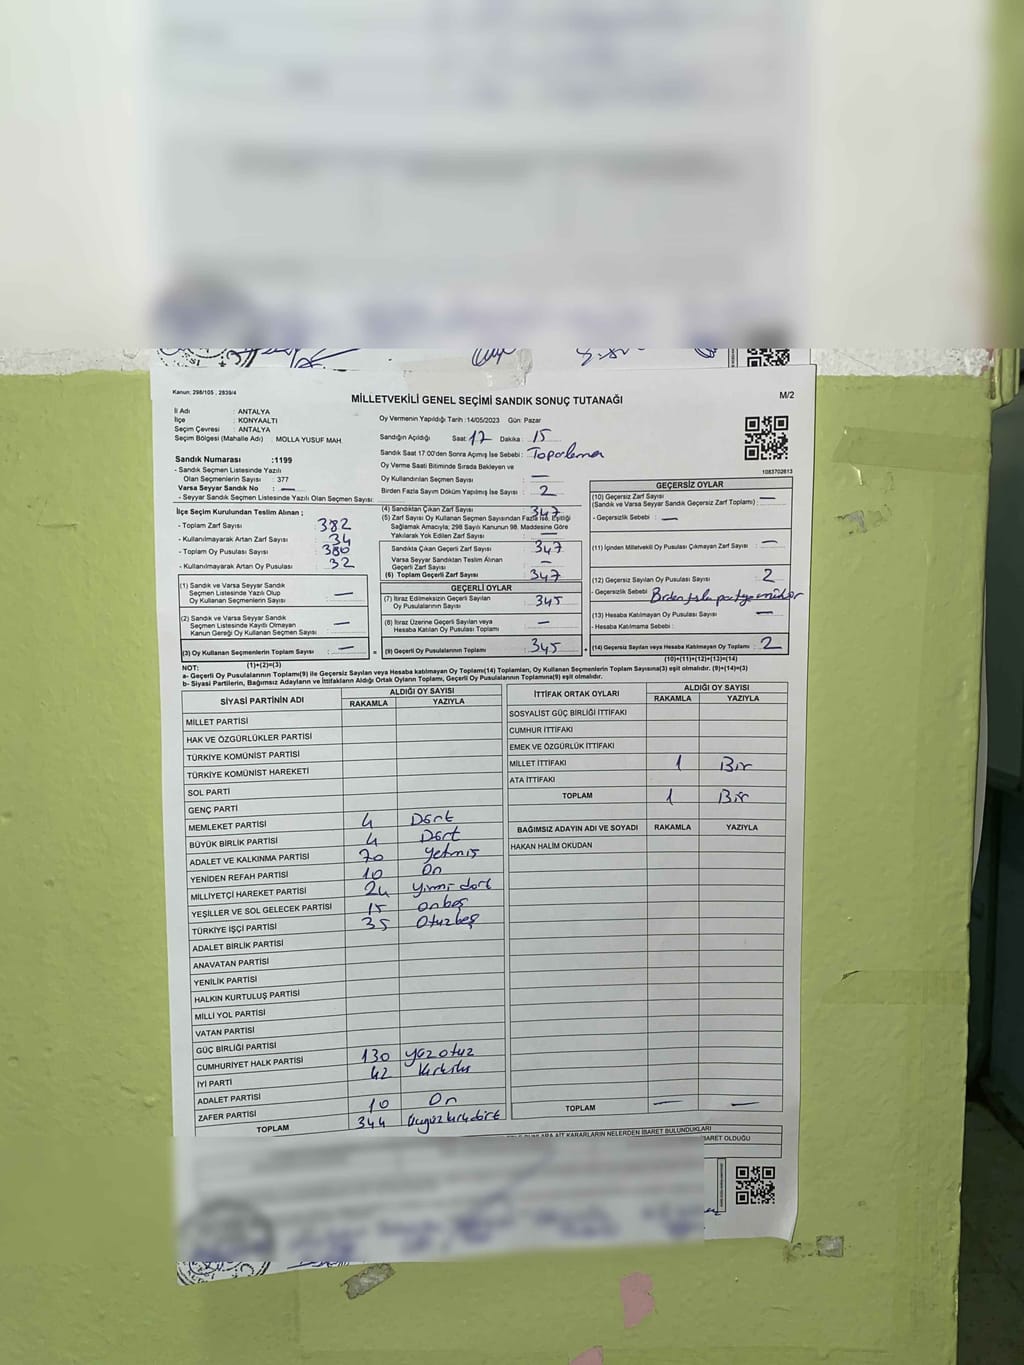 Kanun: 298/105 , 2839/4
MİLLETVEKİLİ GENEL SEÇİMİ SANDIK SONUÇ TUTANAĞI
M/2
İl Adı : ANTALYA
İlçe : KONYAALTI
Seçim Çevresi : ANTALYA
Seçim Bölgesi (Mahalle Adı) : MOLLA YUSUF MAH.
Sandık Numarası :1199
- Sandık Seçmen Listesinde Yazılı
Olan Seçmenlerin Sayısı : 377
Varsa Seyyar Sandık No : —
- Seyyar Sandık Seçmen Listesinde Yazılı Olan Seçmen Sayısı:
Oy Vermenin Yapıldığı Tarih :14/05/2023 Gün: Pazar
Sandığın Açıldığı Saat: 17 Dakika : 15
Sandık Saat 17.00'den Sonra Açılmış İse Sebebi :
Oy Verme Saati Bitiminde Sırada Bekleyen ve
Oy Kullandırılan Seçmen Sayısı —
Birden Fazla Sayım Döküm Yapılmış İse Sayısı : 2
1083702613
İlçe Seçim Kurulundan Teslim Alınan ;
- Toplam Zarf Sayısı : 382
- Kullanılmayarak Artan Zarf Sayısı : 34
- Toplam Oy Pusulası Sayısı : 380
- Kullanılmayarak Artan Oy Pusulası : 32
(4) Sandıktan Çıkan Zarf Sayısı : 347
(5) Zarf Sayısı Oy Kullanan Seçmen Sayısından Fazla İse, Eşitliği
Sağlamak Amacıyla; 298 Sayılı Kanunun 98. Maddesine Göre
Yakılarak Yok Edilen Zarf Sayısı : —
Sandıkta Çıkan Geçerli Zarf Sayısı : 347
Varsa Seyyar Sandıktan Teslim Alınan
Geçerli Zarf Sayısı : —
(6) Toplam Geçerli Zarf Sayısı : 347
GEÇERSİZ OYLAR
(10) Geçersiz Zarf Sayısı : —
(Sandık ve Varsa Seyyar Sandık Geçersiz Zarf Toplamı) :
- Geçersizlik Sebebi : —
(11) İçinden Milletvekili Oy Pusulası Çıkmayan Zarf Sayısı : —
(12) Geçersiz Sayılan Oy Pusulası Sayısı : 2
- Geçersizlik Sebebi :
(13) Hesaba Katılmayan Oy Pusulası Sayısı : —
- Hesaba Katılmama Sebebi :
(14) Geçersiz Sayılan veya Hesaba Katılmayan Oy Toplamı : 2
(10)+(11)+(12)+(13)=(14)
(1) Sandık ve Varsa Seyyar Sandık
Seçmen Listesinde Yazılı Olup
Oy Kullanan Seçmenlerin Sayısı : —
(2) Sandık ve Varsa Seyyar Sandık
Seçmen Listesinde Kayıtlı Olmayan
Kanun Gereği Oy Kullanan Seçmen Sayısı : —
(3) Oy Kullanan Seçmenlerin Toplam Sayısı : —
(1)+(2)=(3)
GEÇERLİ OYLAR
(7) İtiraz Edilmeksizin Geçerli Sayılan
Oy Pusulalarının Sayısı : 345
(8) İtiraz Üzerine Geçerli Sayılan veya
Hesaba Katılan Oy Pusulası Toplamı : —
= (9) Geçerli Oy Pusulalarının Toplamı : 345 +
NOT:
a- Geçerli Oy Pusulalarının Toplamı(9) ile Geçersiz Sayılan veya Hesaba katılmayan Oy Toplamı(14) Toplamları, Oy Kullanan Seçmenlerin Toplam Sayısına(3) eşit olmalıdır. (9)+(14)=(3)
b- Siyasi Partilerin, Bağımsız Adayların ve İttifakların Aldığı Ortak Oyların Toplamı, Geçerli Oy Pusulalarının Toplamına(9) eşit olmalıdır.
SİYASİ PARTİNİN ADI ALDIĞI OY SAYISI
RAKAMLA YAZIYLA
MİLLET PARTİSİ
HAK VE ÖZGÜRLÜKLER PARTİSİ
TÜRKİYE KOMÜNİST PARTİSİ
TÜRKİYE KOMÜNİST HAREKETİ
SOL PARTİ
GENÇ PARTİ
MEMLEKET PARTİSİ 4 Dört
BÜYÜK BİRLİK PARTİSİ 4 Dört
ADALET VE KALKINMA PARTİSİ 70 Yetmiş
YENİDEN REFAH PARTİSİ 10 On
MİLLİYETÇİ HAREKET PARTİSİ 24 Yirmi dört
YEŞİLLER VE SOL GELECEK PARTİSİ 15 Onbeş
TÜRKİYE İŞÇİ PARTİSİ 35 Otuzbeş
ADALET BİRLİK PARTİSİ
ANAVATAN PARTİSİ
YENİLİK PARTİSİ
HALKIN KURTULUŞ PARTİSİ
MİLLİ YOL PARTİSİ
VATAN PARTİSİ
GÜÇ BİRLİĞİ PARTİSİ
CUMHURİYET HALK PARTİSİ 130 Yüz otuz
İYİ PARTİ 42 Kırkiki
ADALET PARTİSİ
ZAFER PARTİSİ 10 On
TOPLAM 344 Üçyüz kırk dört
İTTİFAK ORTAK OYLARI ALDIĞI OY SAYISI
RAKAMLA YAZIYLA
SOSYALİST GÜÇ BİRLİĞİ İTTİFAKI
CUMHUR İTTİFAKI
EMEK VE ÖZGÜRLÜK İTTİFAKI
MİLLET İTTİFAKI 1 Bir
ATA İTTİFAKI
TOPLAM 1 Bir
BAĞIMSIZ ADAYIN ADI VE SOYADI RAKAMLA YAZIYLA
HAKAN HALİM OKUDAN
TOPLAM — —
AİT KARARLARIN NELERDEN İBARET BULUNDUKLARI
İBARET OLDUĞU